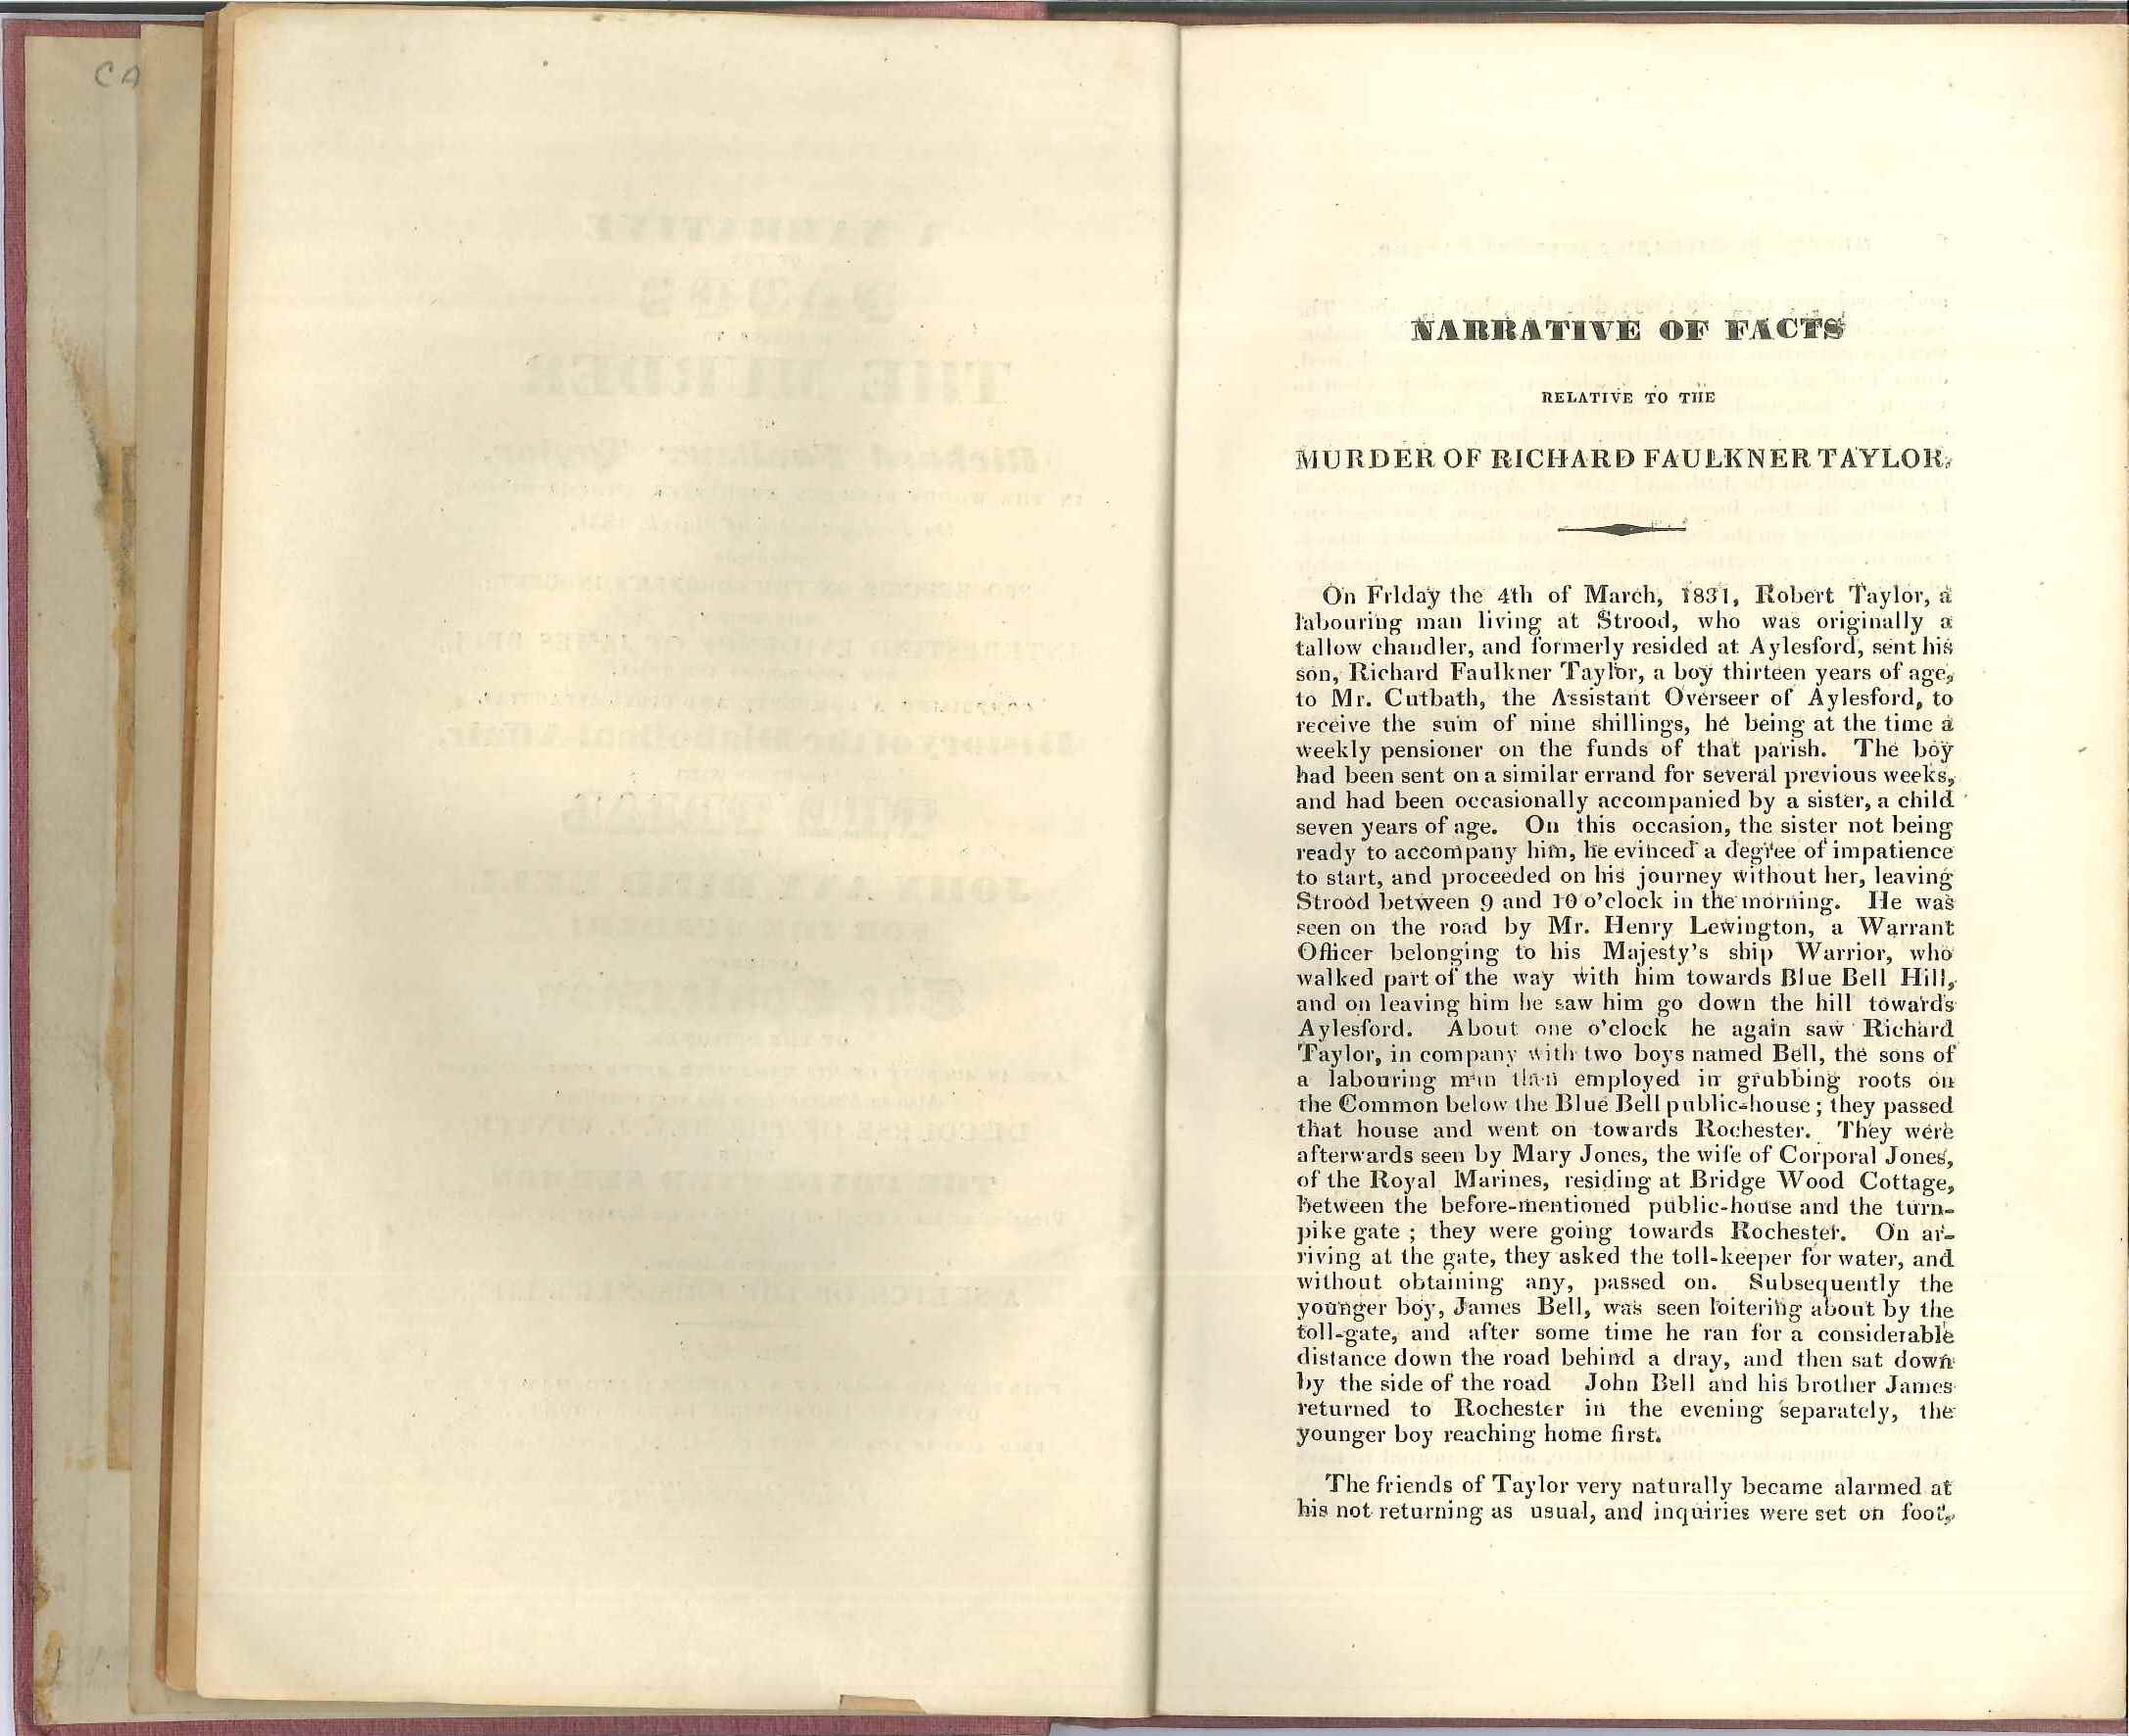 CA
NARRATIVE OF FACTS
RELATIVE TO THE
MURDER OF RICHARD FAULKNER TAYLOR.
On Friday the 4th of March, 1831, Robert Taylor, a
labouring man living at Strood, who was originally a
tallow chandler, and formerly resided at Aylesford, sent his
son, Richard Faulkner Taylor, a boy thirteen years of age,
to Mr. Cutbath, the Assistant Overseer of Aylesford, to
receive the sum of nine shillings, he being at the time a
weekly pensioner on the funds of that parish. The boy
had been sent on a similar errand for several previous weeks,
and had been occasionally accompanied by a sister, a child
seven years of age. On this occasion, the sister not being
ready to accompany him, he evinced a degree of impatience
to start, and proceeded on his journey without her, leaving
Strood between 9 and 10 o'clock in the morning. He was
seen on the road by Mr. Henry Lewington, a Warrant
Officer belonging to his Majesty's ship Warrior, who
walked part of the way with him towards Blue Bell Hill,
and on leaving him he saw him go down the hill towards
Aylesford. About one o'clock he again saw Richard
Taylor, in company with two boys named Bell, the sons of
a labouring man then employed in grubbing roots on
the Common below the Blue Bell public-house; they passed
that house and went on towards Rochester. They were
afterwards seen by Mary Jones, the wife of Corporal Jones,
of the Royal Marines, residing at Bridge Wood Cottage,
between the before-mentioned public-house and the turn-
pike gate; they were going towards Rochester. On ar-
riving at the gate, they asked the toll-keeper for water, and
without obtaining any, passed on. Subsequently the
younger boy, James Bell, was seen loitering about by the
toll-gate, and after some time he ran for a considerable
distance down the road behind a dray, and then sat down
by the side of the road John Bell and his brother James
returned to Rochester in the evening separately, the
younger boy reaching home first.
The friends of Taylor very naturally became alarmed at
his not returning as usual, and inquiries were set on foot,